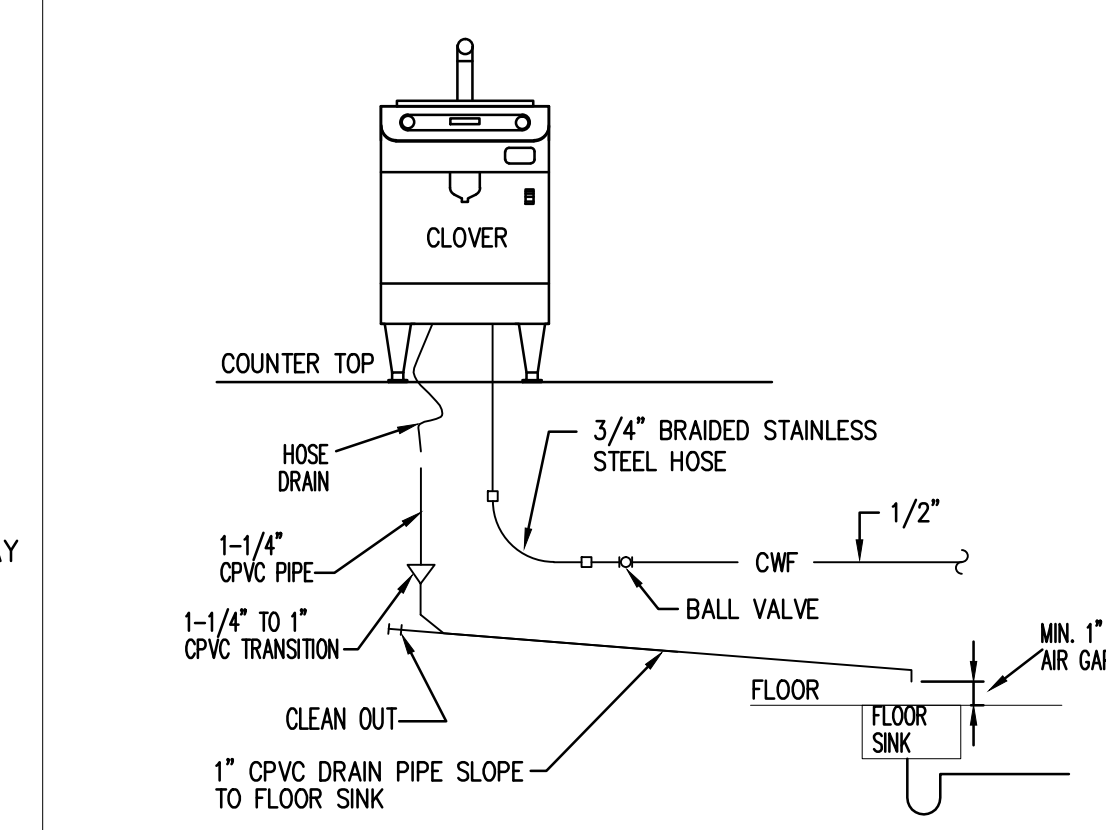 CLOVER
COUNTER TOP
HOSE
DRAIN
3/4" BRAIDED STAINLESS
STEEL HOSE
1/2"
1-1/4"
CPVC PIPE
CWF
BALL VALVE
1-1/4" TO 1"
CPVC TRANSITION
MIN. 1"
AIR
FLOOR
FLOOR
SINK
CLEAN OUT
1" CPVC DRAIN PIPE SLOPE
TO FLOOR SINK